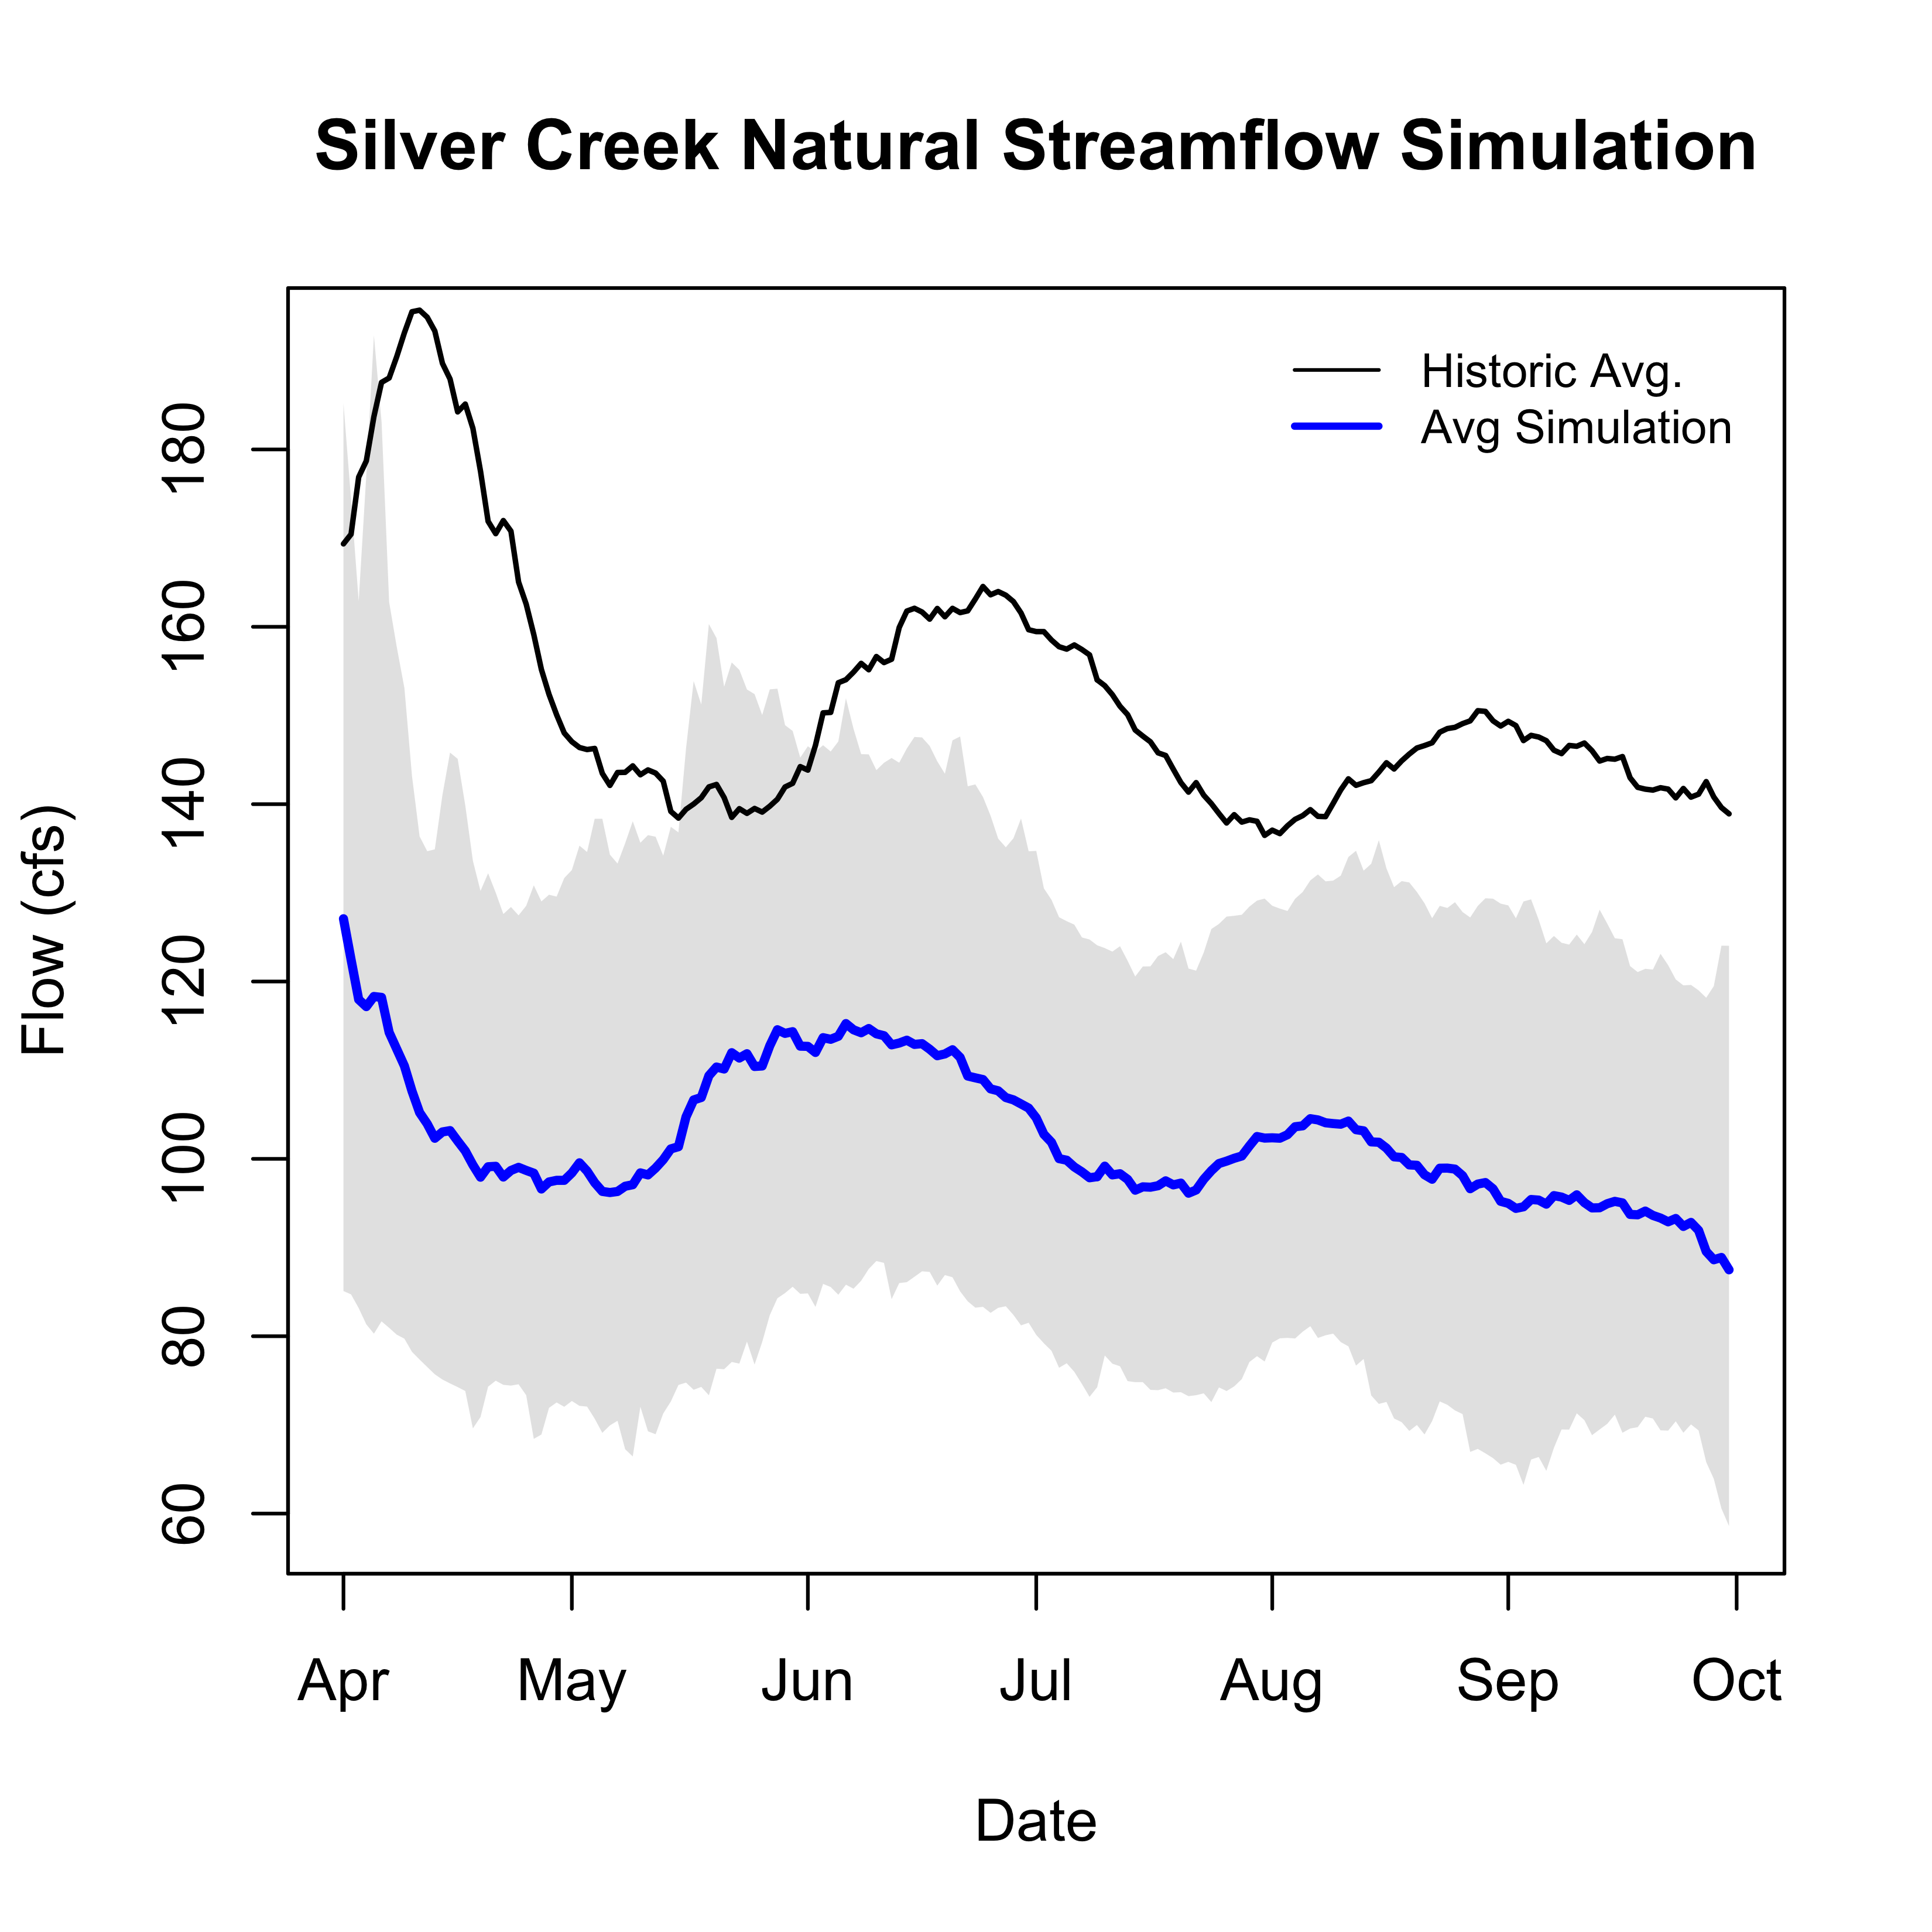 Silver Creek Natural Streamflow Simulation
Historic Avg.
Avg Simulation
Flow (cfs)
180
160
140
120
100
80
60
Apr May Jun Jul Aug Sep Oct
Date